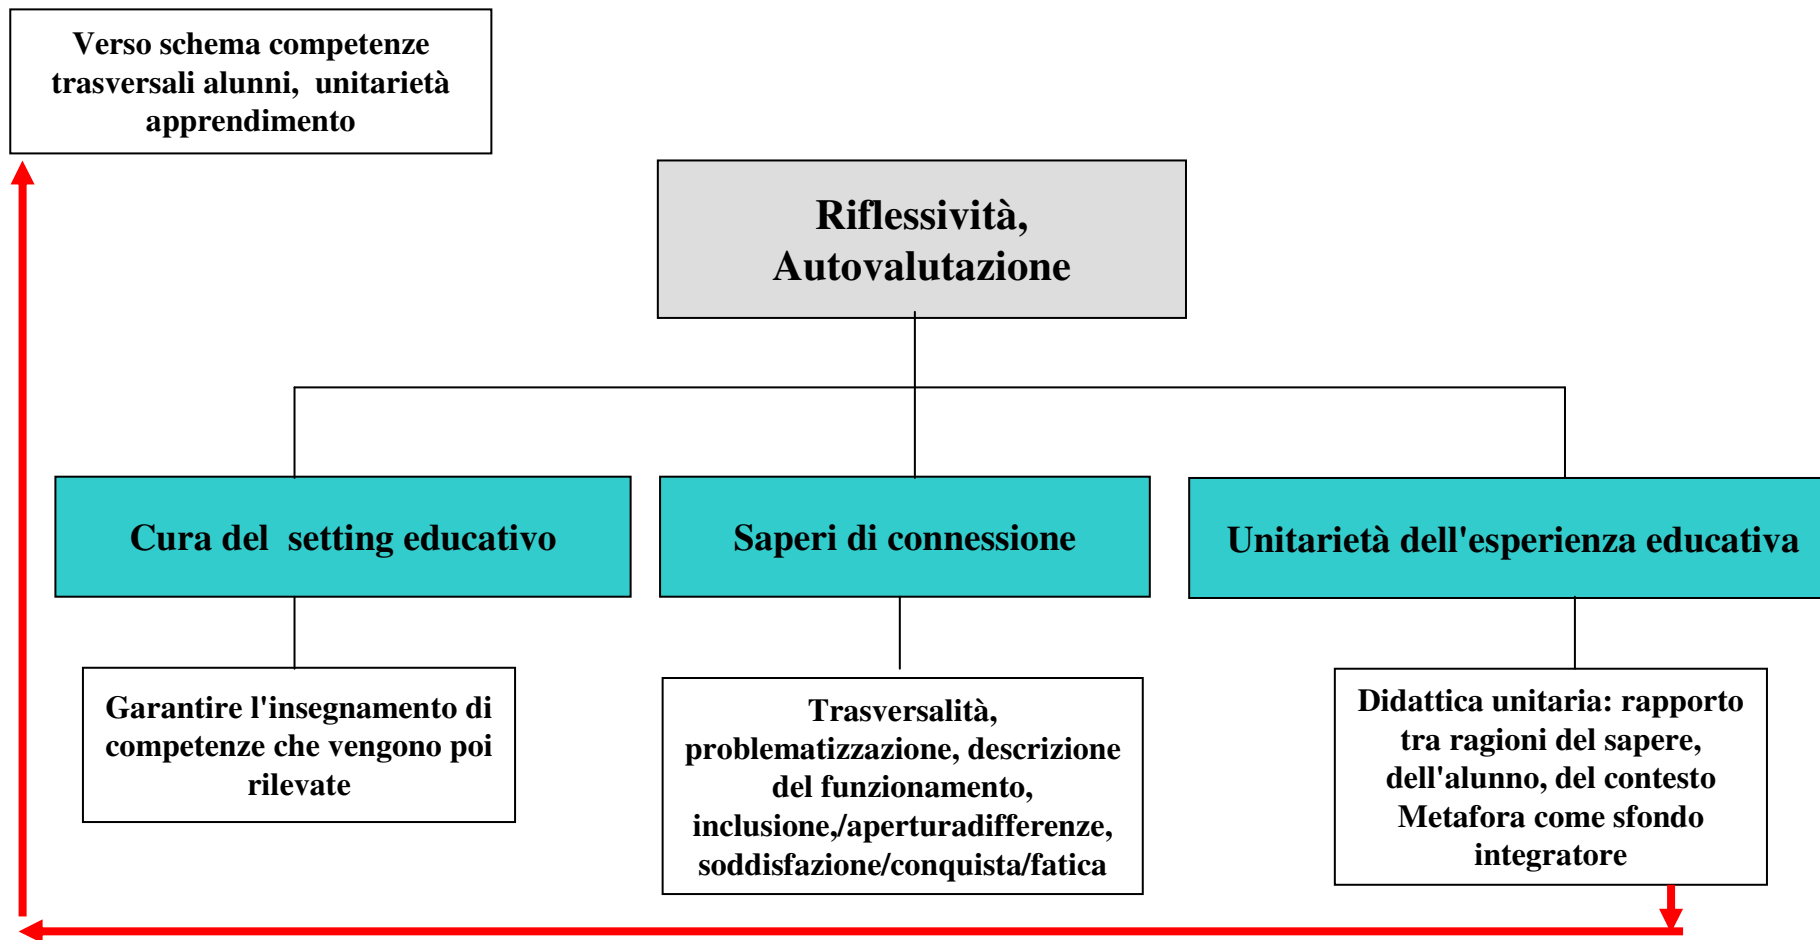 Verso schema competenze
trasversali alunni, unitarietà
apprendimento
Riflessività,
Autovalutazione
Cura del setting educativo
Saperi di connessione
Unitarietà dell'esperienza educativa
Garantire l'insegnamento di
competenze che vengono poi
rilevate
Trasversalità,
problematizzazione, descrizione
del funzionamento,
inclusione,/aperturadifferenze,
soddisfazione/conquista/fatica
Didattica unitaria: rapporto
tra ragioni del sapere,
dell'alunno, del contesto
Metafora come sfondo
integratore